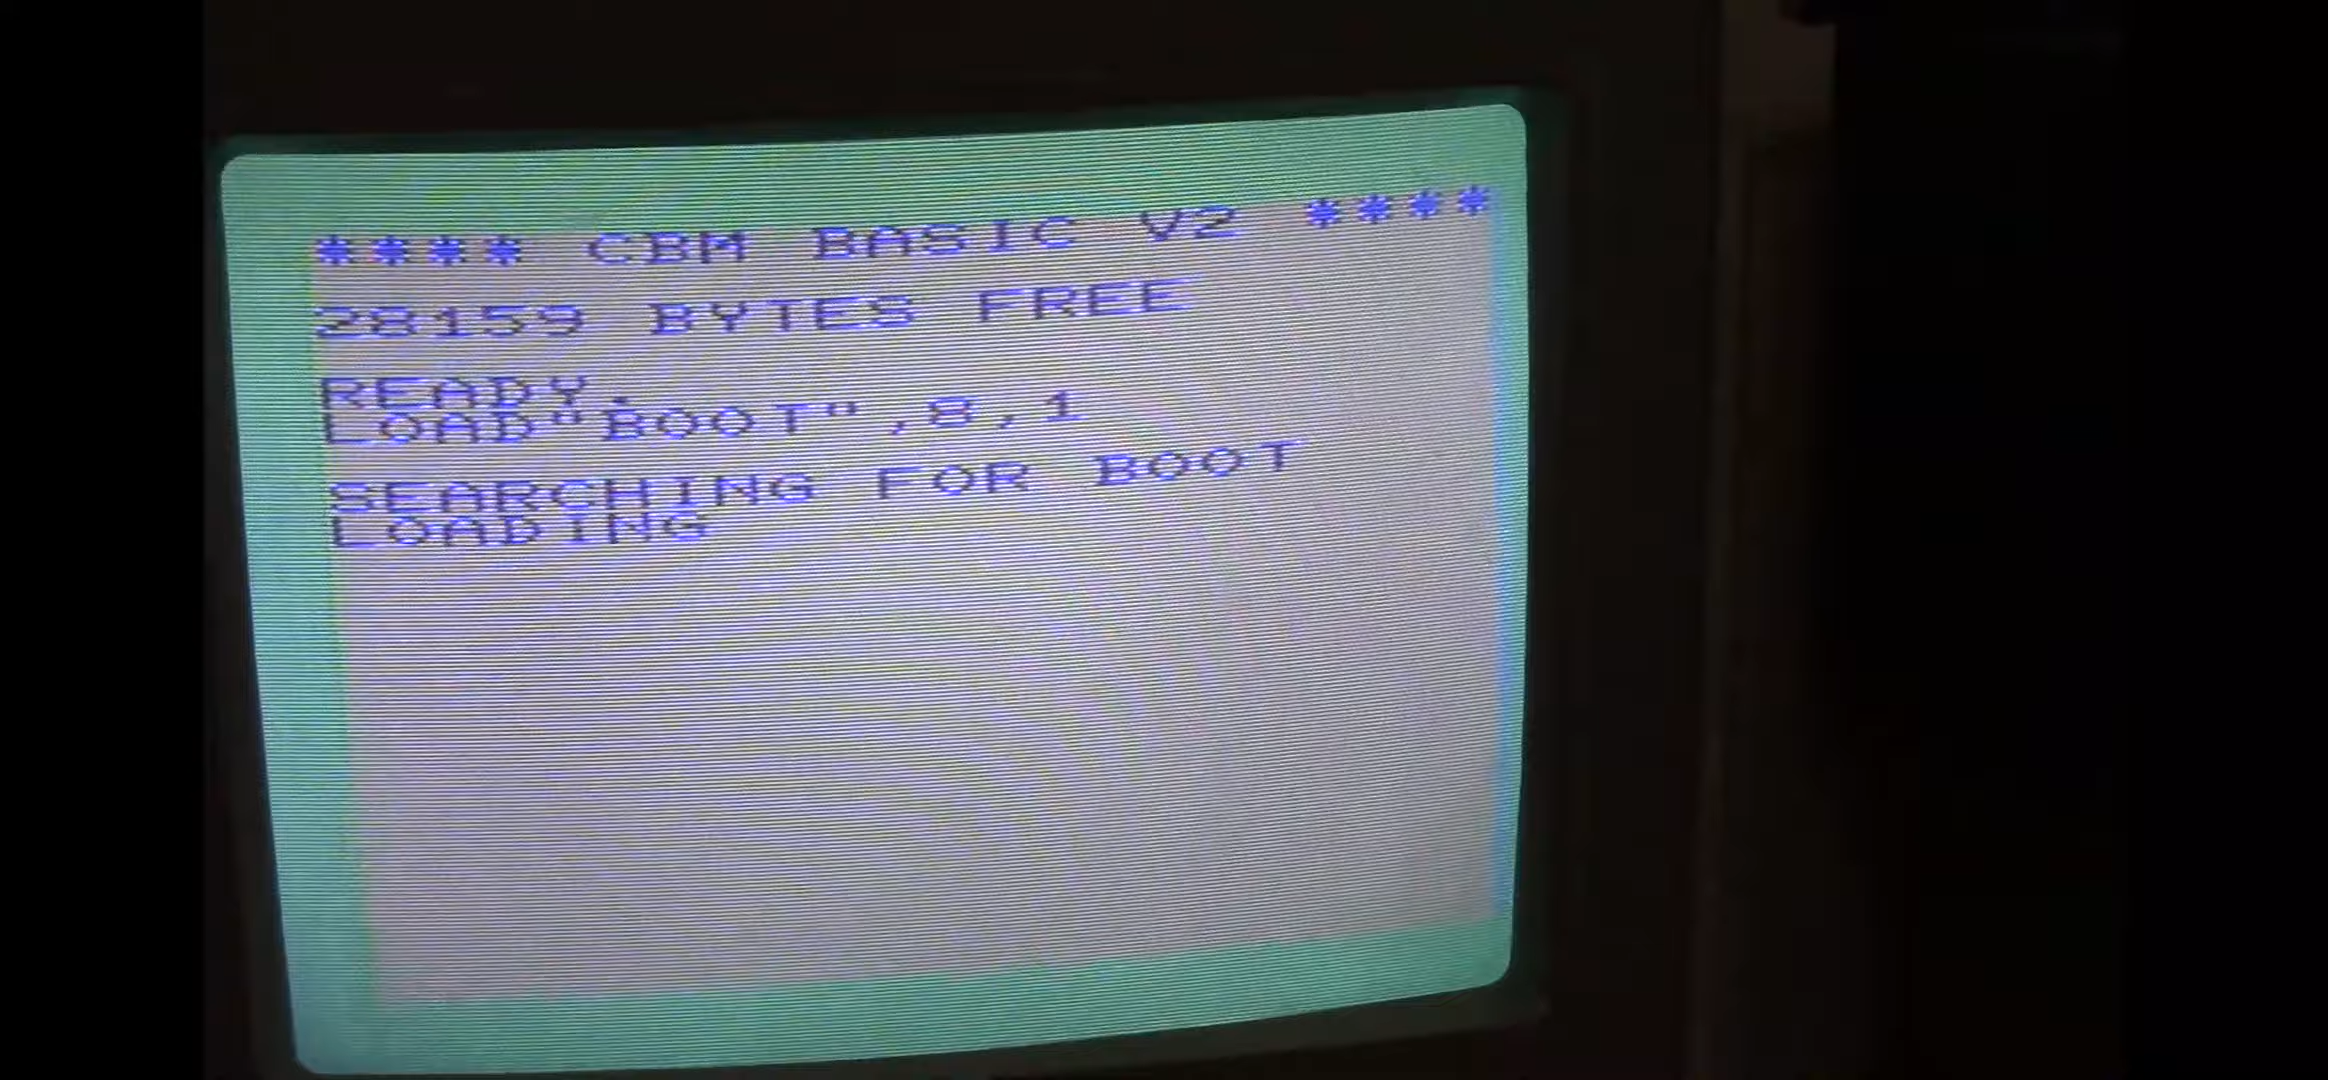 **** CBM BASIC V2 ****
28159 BYTES FREE
READY.
LOAD"BOOT",8,1
SEARCHING FOR BOOT
LOADING